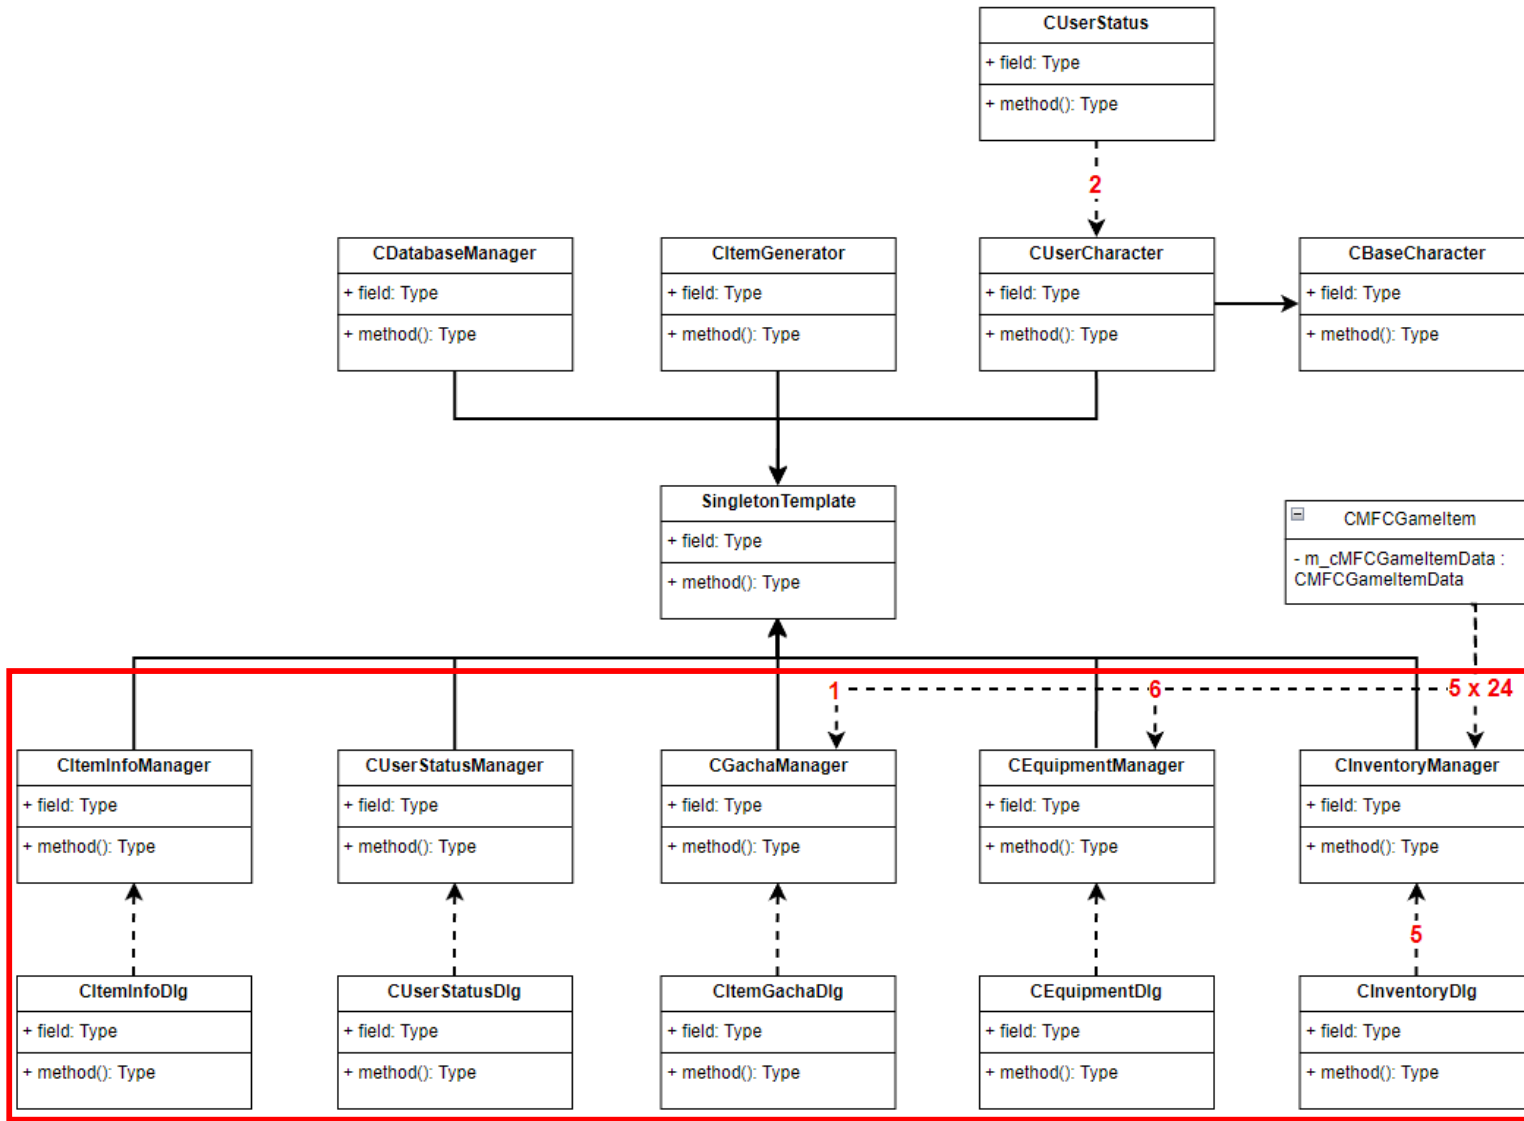 CUserStatus
+ field: Type
+ method(): Type
2
CDatabaseManager
+ field: Type
+ method(): Type
CItemGenerator
+ field: Type
+ method(): Type
CUserCharacter
+ field: Type
+ method(): Type
CBaseCharacter
+ field: Type
+ method(): Type
SingletonTemplate
+ field: Type
+ method(): Type
CMFCGameItem
- m_cMFCGameItemData :
CMFCGameItemData
1
6
5 x 24
CItemInfoManager
+ field: Type
+ method(): Type
CUserStatusManager
+ field: Type
+ method(): Type
CGachaManager
+ field: Type
+ method(): Type
CEquipmentManager
+ field: Type
+ method(): Type
CInventoryManager
+ field: Type
+ method(): Type
5
CItemInfoDlg
+ field: Type
+ method(): Type
CUserStatusDlg
+ field: Type
+ method(): Type
CItemGachaDlg
+ field: Type
+ method(): Type
CEquipmentDlg
+ field: Type
+ method(): Type
CInventoryDlg
+ field: Type
+ method(): Type